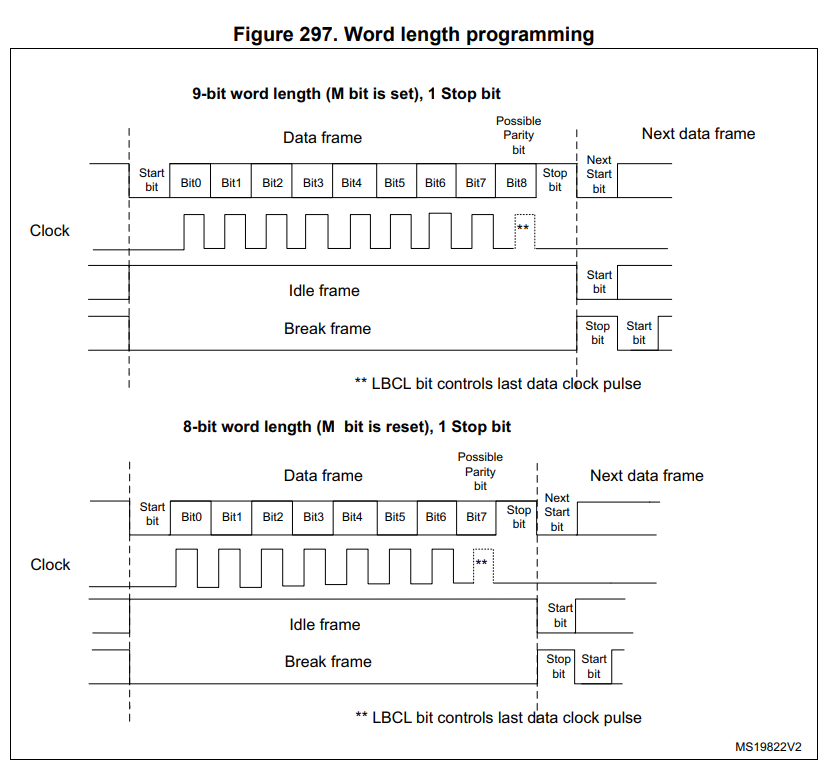 Figure 297. Word length programming
9-bit word length (M bit is set), 1 Stop bit
Possible
Parity
bit
Data frame
Next data frame
Start
bit
Bit0 Bit1 Bit2 Bit3 Bit4 Bit5 Bit6 Bit7 Bit8
Stop
bit
Next
Start
bit
Clock
**
Idle frame
Start
bit
Break frame
Stop
bit
Start
bit
** LBCL bit controls last data clock pulse
8-bit word length (M bit is reset), 1 Stop bit
Possible
Parity
bit
Data frame
Next data frame
Start
bit
Bit0 Bit1 Bit2 Bit3 Bit4 Bit5 Bit6 Bit7
Stop
bit
Next
Start
bit
Clock
**
Idle frame
Start
bit
Break frame
Stop
bit
Start
bit
** LBCL bit controls last data clock pulse
MS19822V2